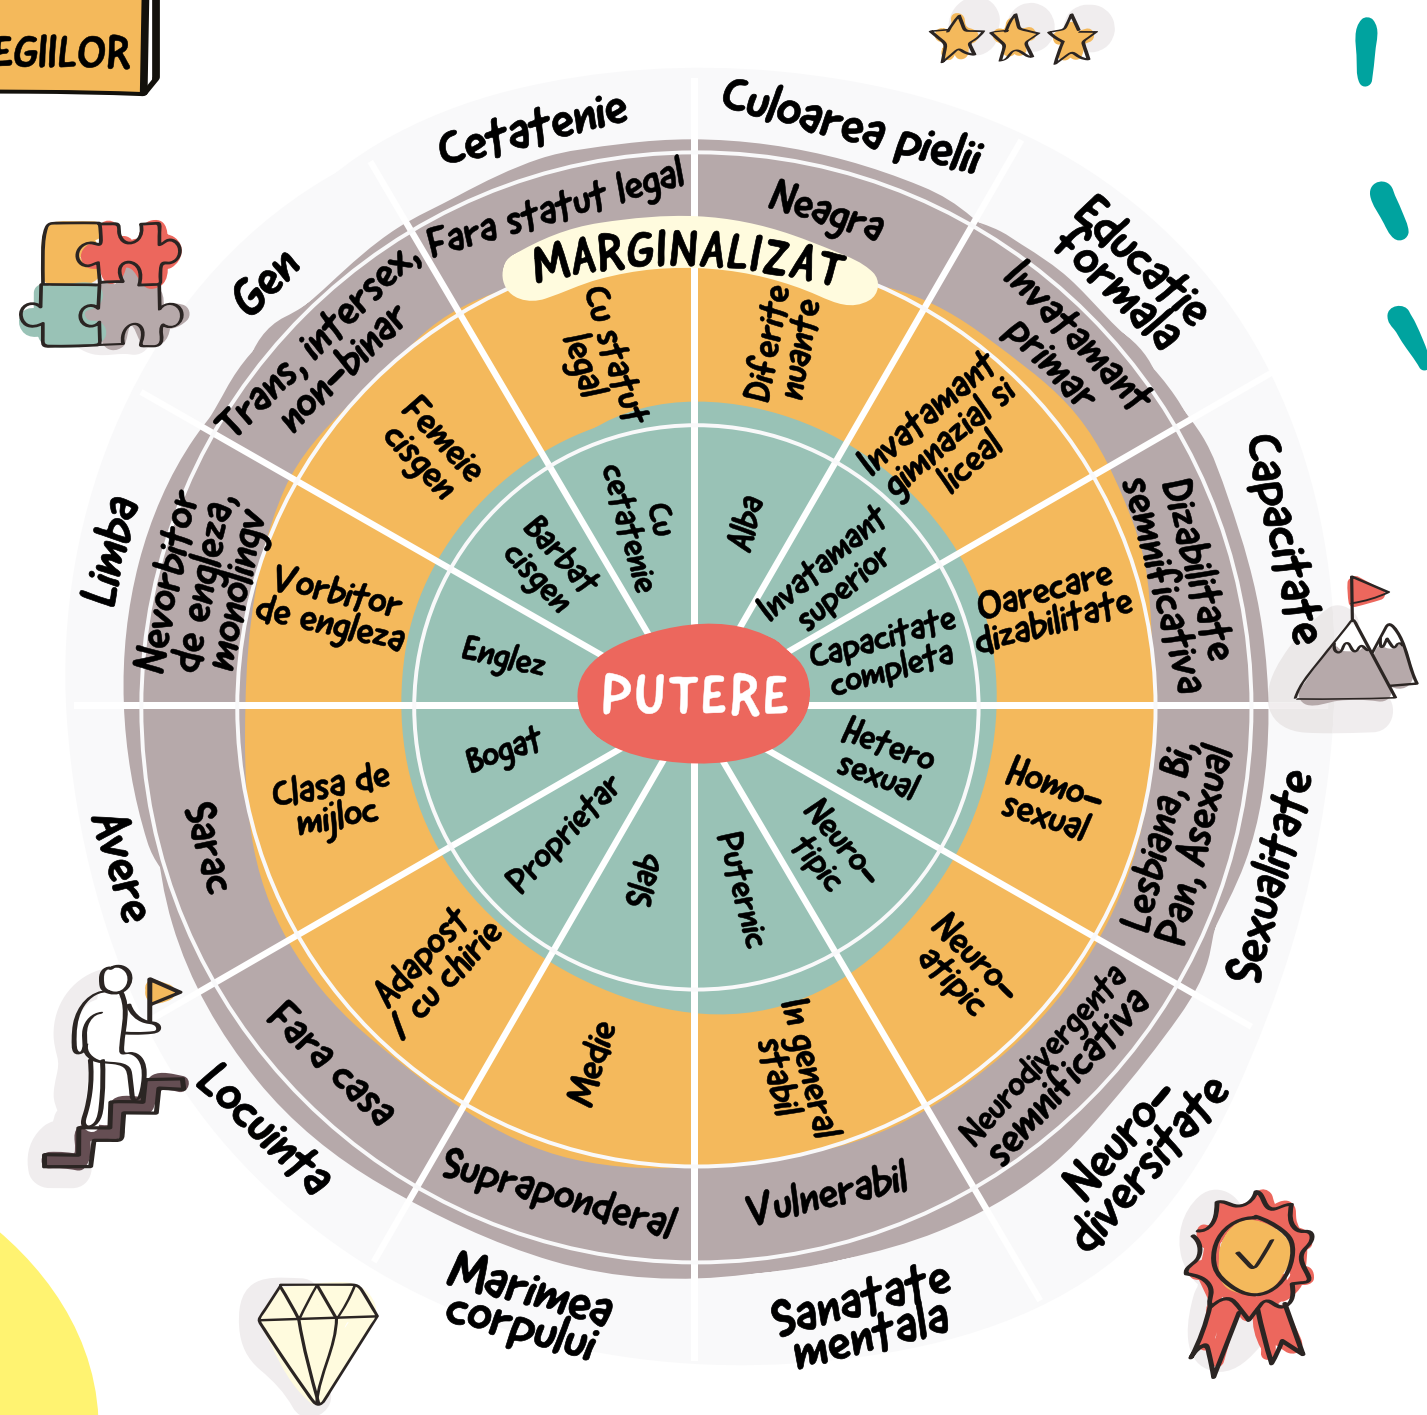 EGIILOR
Cetatenie
Culoarea pielii
Educatie
formala
Capacitate
Sexualitate
Neuro-
diversitate
Sanatate
mentala
Marimea
corpului
Locuinta
Avere
Limba
Gen
MARGINALIZAT
Fara statut legal
Neagra
Invatamant
primar
Dizabilitate
semnificativa
Lesbiana, Bi,
Pan, Asexual
Neurodivergenta
semnificativa
Vulnerabil
Supraponderal
Fara casa
Sarac
Nevorbitor
de engleza,
monolingv
Trans, intersex,
non-binar
Cu statut
legal
Diferite
nuante
Invatamant
gimnazial si
liceal
Oarecare
dizabilitate
Homo-
sexual
Neuro-
atipic
In general
stabil
Medie
Adapost
/ cu chirie
Clasa de
mijloc
Vorbitor
de engleza
Femeie
cisgen
Cu
cetatenie
Alba
Invatamant
superior
Capacitate
completa
Hetero
sexual
Neuro-
tipic
Puternic
Slab
Proprietar
Bogat
Englez
Barbat
cisgen
PUTERE